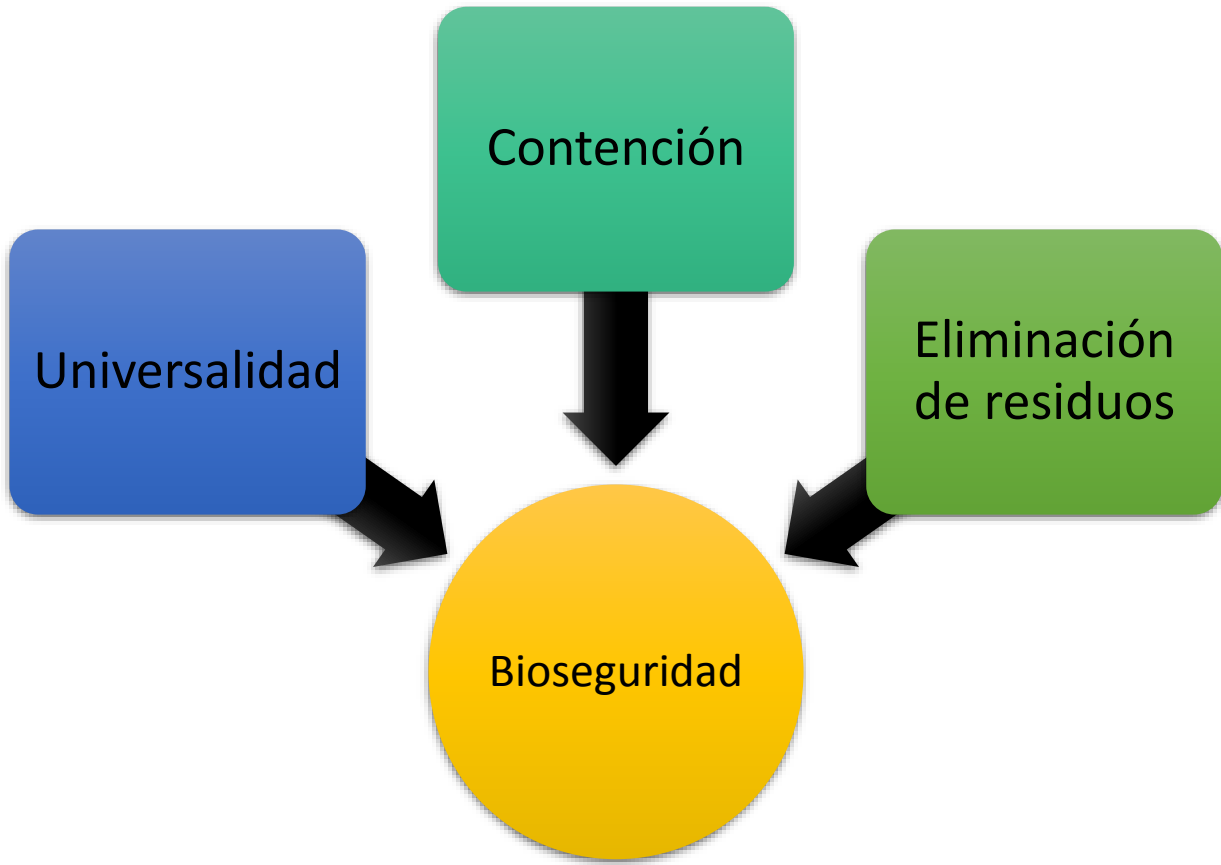 Contención
Universalidad
Eliminación
de residuos
Bioseguridad